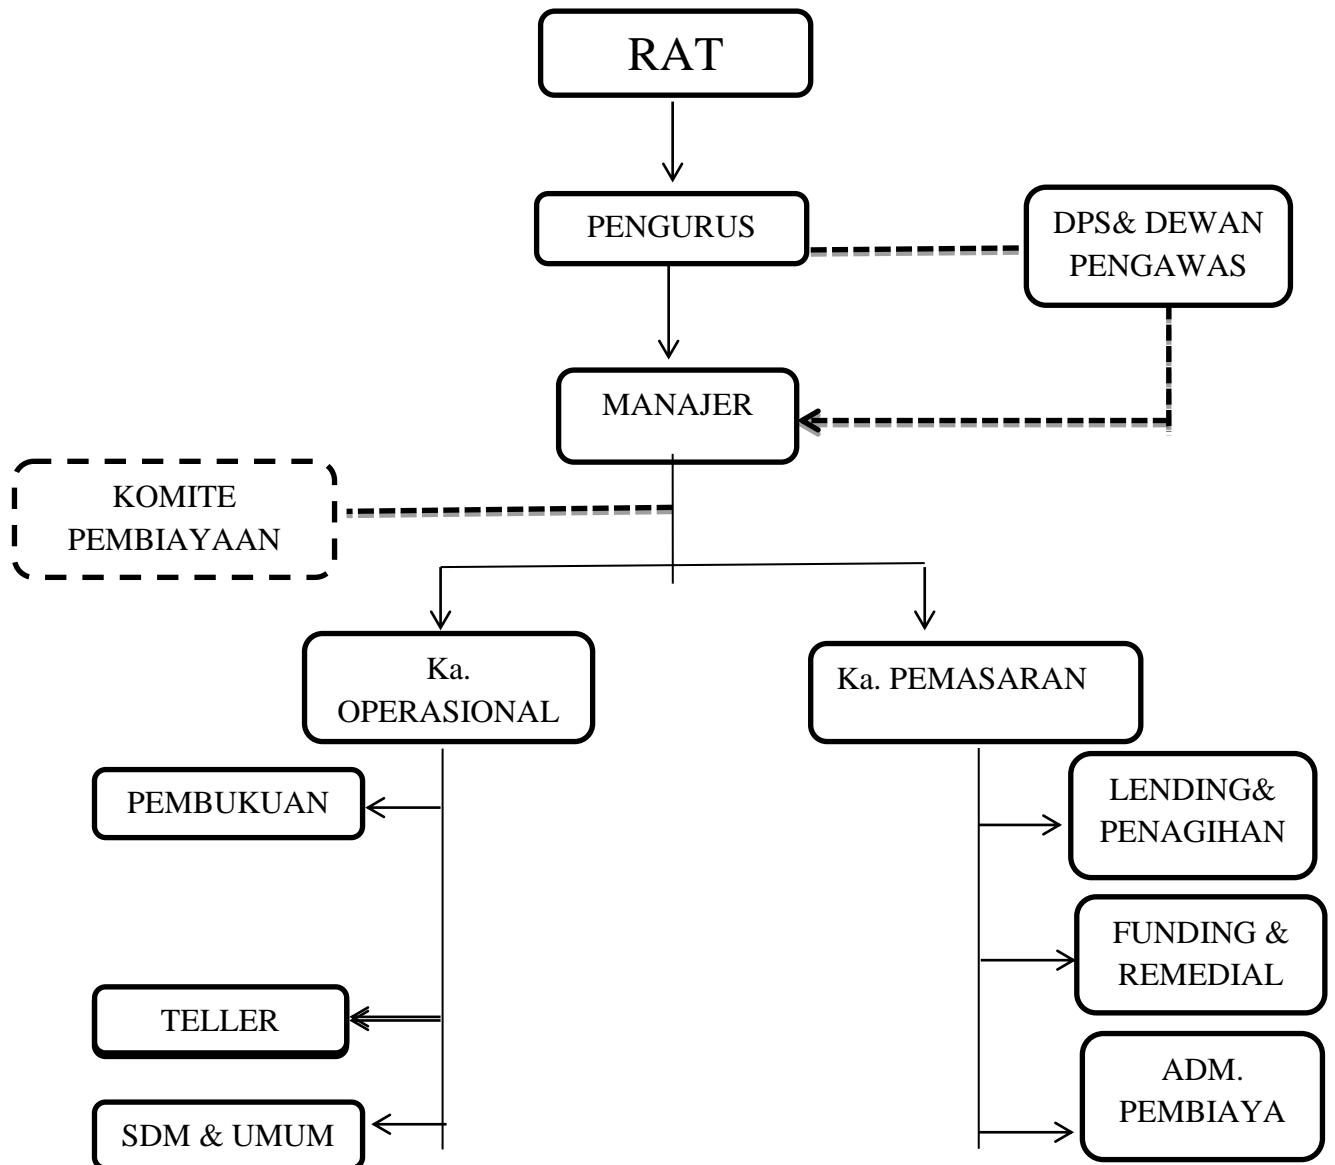 RAT
PENGURUS
DPS& DEWAN
PENGAWAS
MANAJER
KOMITE
PEMBIAYAAN
Ka.
OPERASIONAL
Ka. PEMASARAN
PEMBUKUAN
LENDING&
PENAGIHAN
FUNDING &
REMEDIAL
TELLER
ADM.
PEMBIAYA
SDM & UMUM